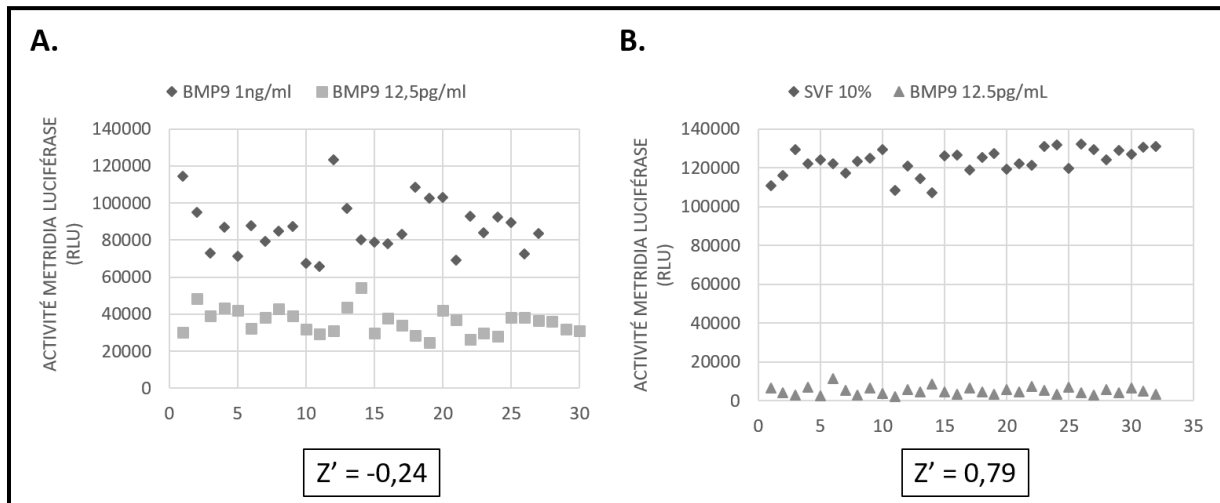 A.
BMP9 1ng/ml BMP9 12,5pg/ml
ACTIVITÉ METRIDIA LUCIFÉRASE
(RLU)
140000
120000
100000
80000
60000
40000
20000
0
0 5 10 15 20 25 30
Z’ = -0,24
B.
SVF 10% BMP9 12.5pg/mL
ACTIVITÉ METRIDIA LUCIFÉRASE
(RLU)
140000
120000
100000
80000
60000
40000
20000
0
0 5 10 15 20 25 30 35
Z’ = 0,79